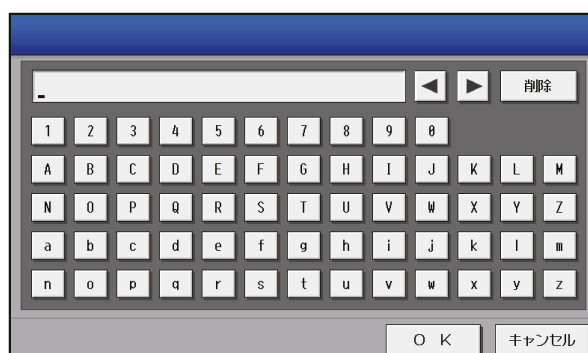 _
◀ ▶ 削除
1 2 3 4 5 6 7 8 9 0
A B C D E F G H I J K L M
N O P Q R S T U V W X Y Z
a b c d e f g h i j k l m
n o p q r s t u v w x y z
O K キャンセル